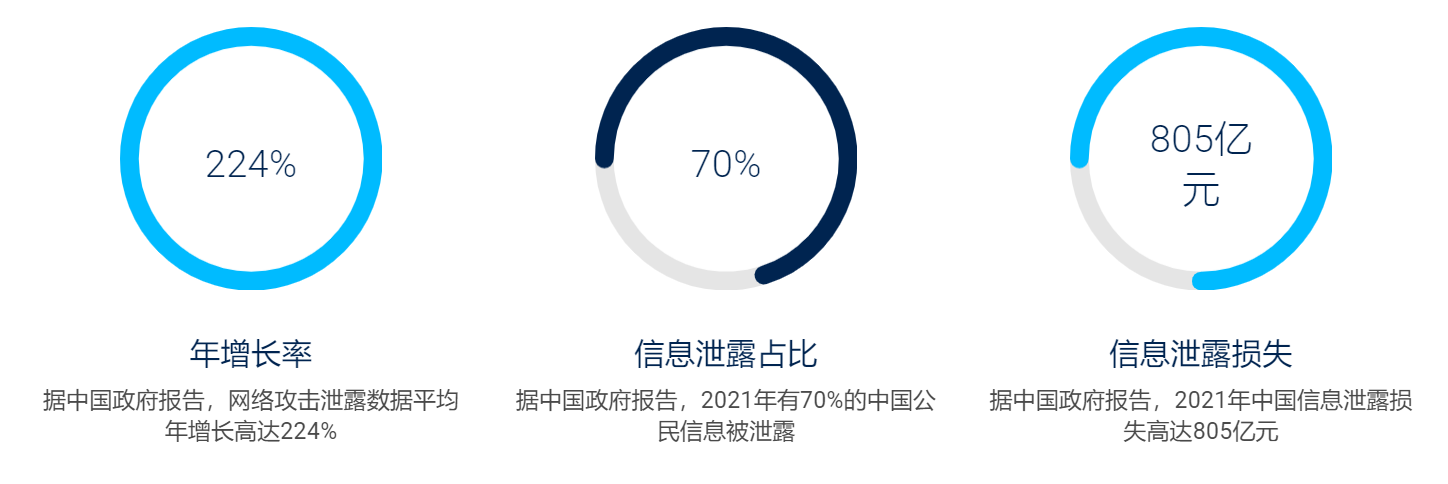 224%
70%
805亿
元
年增长率
信息泄露占比
信息泄露损失
据中国政府报告，网络攻击泄露数据平均
年增长高达224%
据中国政府报告，2021年有70%的中国公
民信息被泄露
据中国政府报告，2021年中国信息泄露损
失高达805亿元